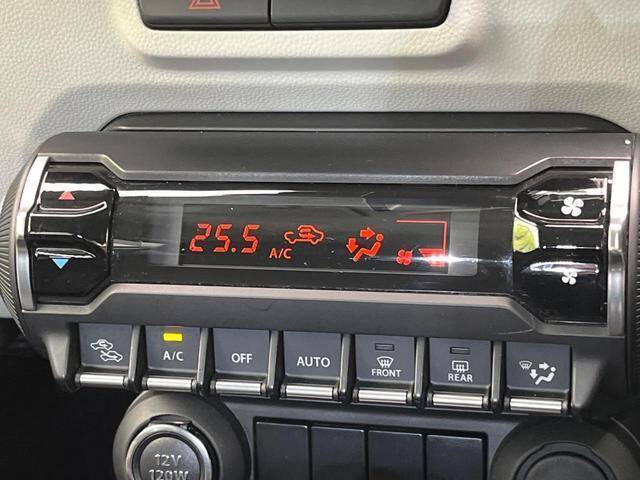 25.5
A/C
A/C
OFF
AUTO
FRONT
REAR
12V
120W